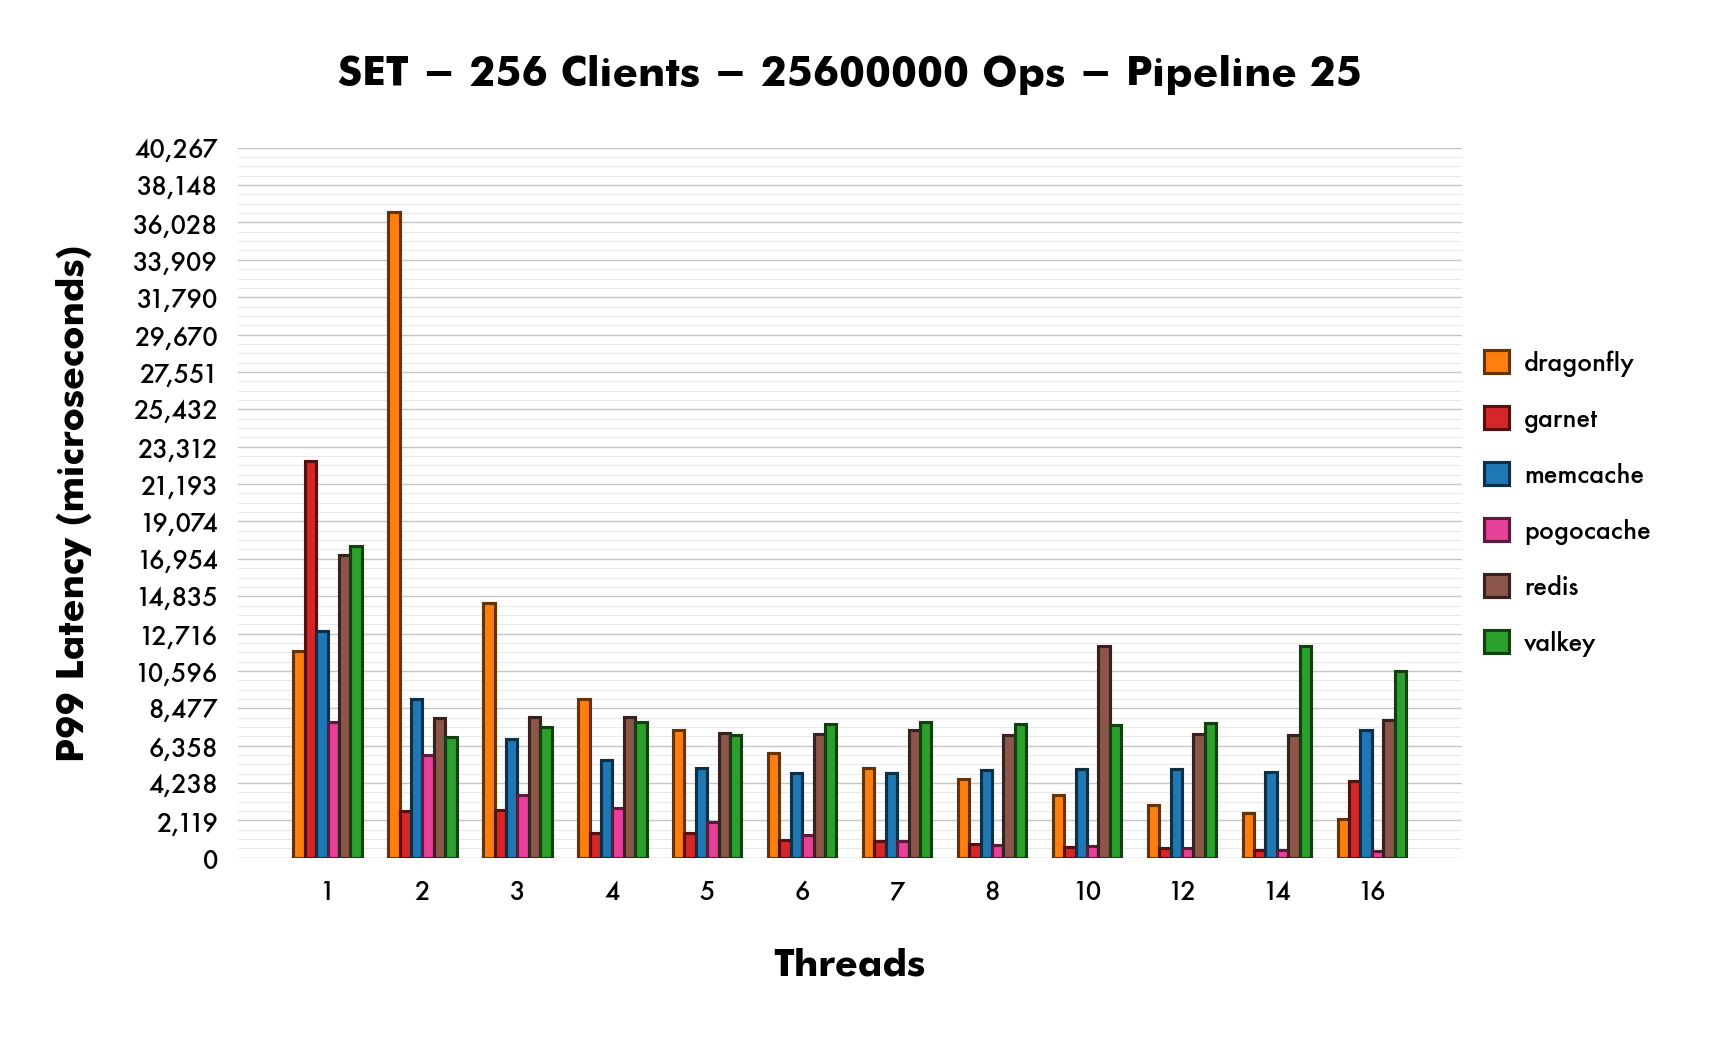 SET – 256 Clients – 25600000 Ops – Pipeline 25
P99 Latency (microseconds)
40,267
38,148
36,028
33,909
31,790
29,670
27,551
25,432
23,312
21,193
19,074
16,954
14,835
12,716
10,596
8,477
6,358
4,238
2,119
0
1 2 3 4 5 6 7 8 10 12 14 16
Threads
dragonfly
garnet
memcache
pogocache
redis
valkey